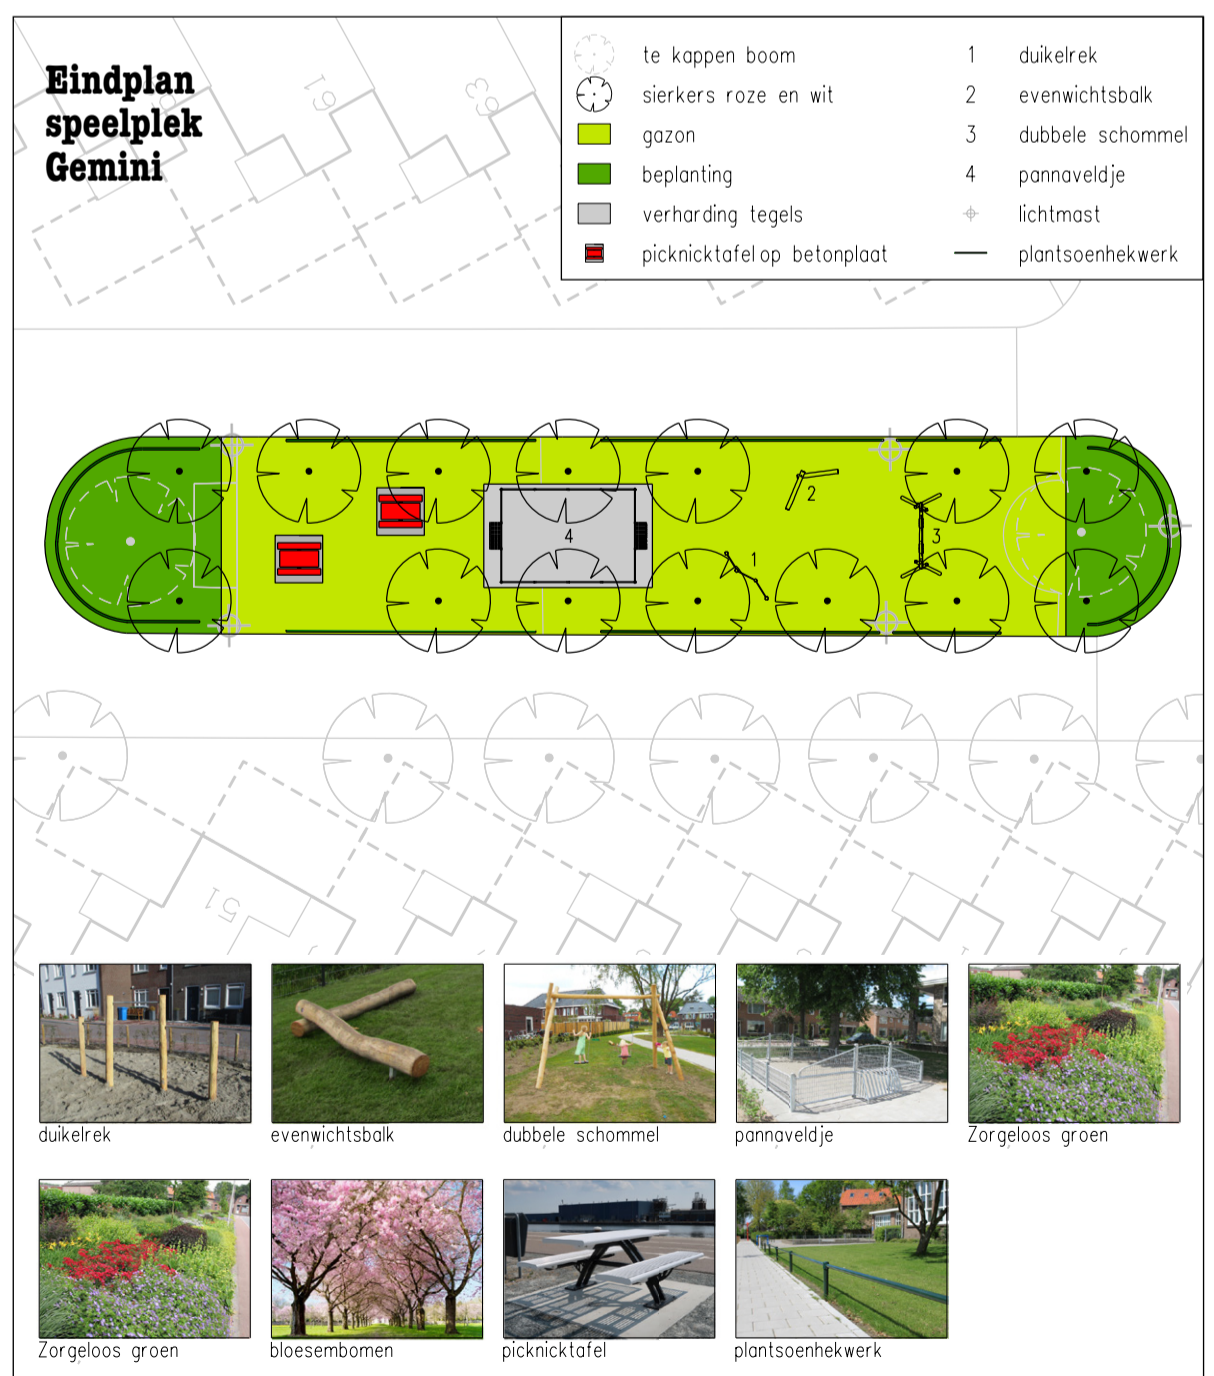 Eindplan
speelplek
Gemini
te kappen boom
sierkers roze en wit
gazon
beplanting
verharding tegels
picknicktafel op betonplaat
1 duikelrek
2 evenwichtsbalk
3 dubbele schommel
4 pannaveldje
lichtmast
plantsoenhekwerk
61
63
2
4
1
3
51
duikelrek
evenwichtsbalk
dubbele schommel
pannaveldje
Zorgeloos groen
Zorgeloos groen
bloesembomen
picknicktafel
plantsoenhekwerk